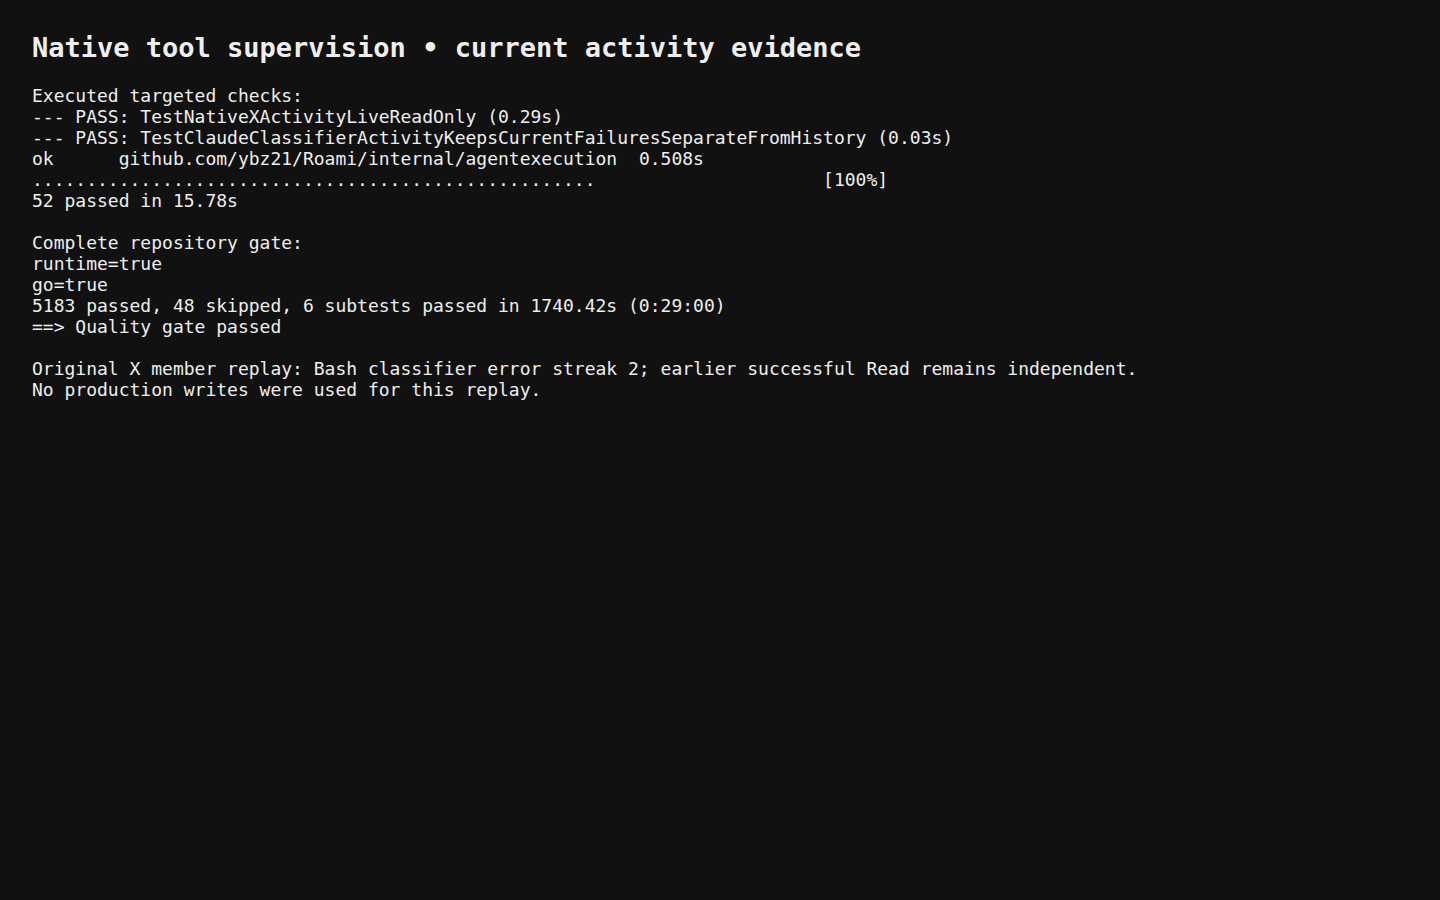 Native tool supervision • current activity evidence
Executed targeted checks:
--- PASS: TestNativeXActivityLiveReadOnly (0.29s)
--- PASS: TestClaudeClassifierActivityKeepsCurrentFailuresSeparateFromHistory (0.03s)
ok      github.com/ybz21/Roami/internal/agentexecution  0.508s
....................................................                     [100%]
52 passed in 15.78s
Complete repository gate:
runtime=true
go=true
5183 passed, 48 skipped, 6 subtests passed in 1740.42s (0:29:00)
==> Quality gate passed
Original X member replay: Bash classifier error streak 2; earlier successful Read remains independent.
No production writes were used for this replay.